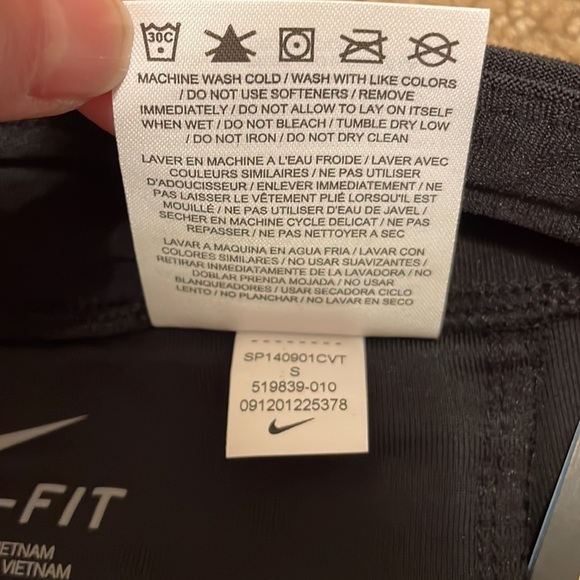 30C
MACHINE WASH COLD / WASH WITH LIKE COLORS
/ DO NOT USE SOFTENERS / REMOVE
IMMEDIATELY / DO NOT ALLOW TO LAY ON ITSELF
WHEN WET / DO NOT BLEACH / TUMBLE DRY LOW
/ DO NOT IRON / DO NOT DRY CLEAN
LAVER EN MACHINE A L'EAU FROIDE / LAVER AVEC
COULEURS SIMILAIRES / NE PAS UTILISER
D'ADOUCISSEUR / ENLEVER IMMEDIATEMENT / NE
PAS LAISSER LE VÊTEMENT PLIÉ LORSQU'IL EST
MOUILLÉ / NE PAS UTILISER D'EAU DE JAVEL /
SECHER EN MACHINE CYCLE DELICAT / NE PAS
REPASSER / NE PAS NETTOYER A SEC
LAVAR A MAQUINA EN AGUA FRIA / LAVAR CON
COLORES SIMILARES / NO USAR SUAVIZANTES /
RETIRAR INMEDIATAMENTE DE LA LAVADORA / NO
DOBLAR PRENDA MOJADA / NO USAR
BLANQUEADORES / USAR SECADORA CICLO
LENTO / NO PLANCHAR / NO LAVAR EN SECO
SP140901CVT
S
519839-010
091201225378
-FIT
ETNAM
VIETNAM